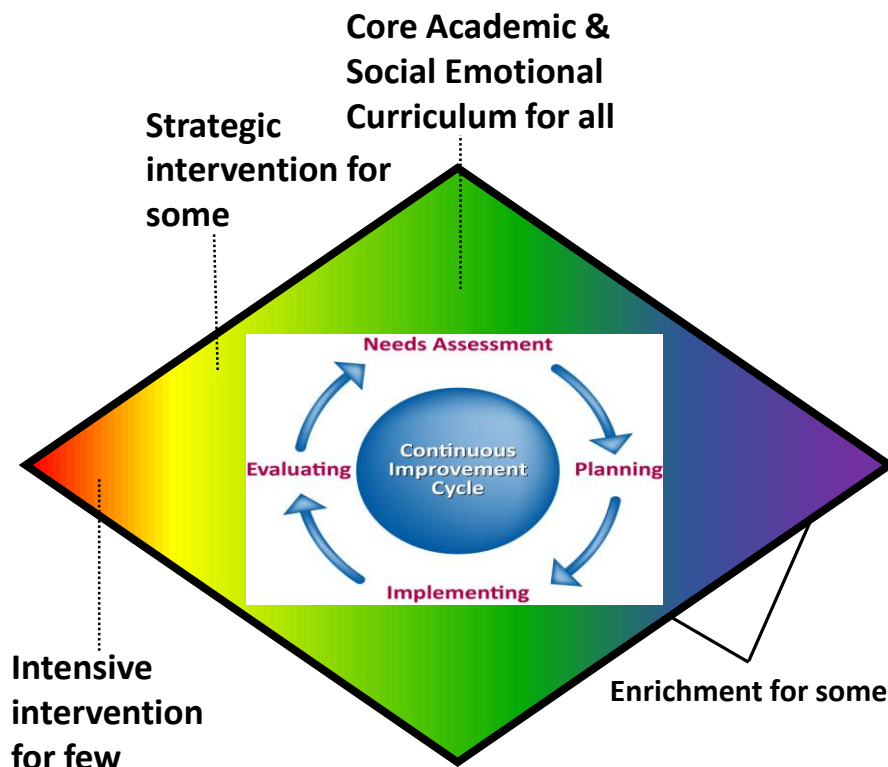 Core Academic &
Social Emotional
Curriculum for all
Strategic
intervention for
some
Needs Assessment
Continuous
Improvement
Cycle
Evaluating
Planning
Implementing
Intensive
intervention
for few
Enrichment for some